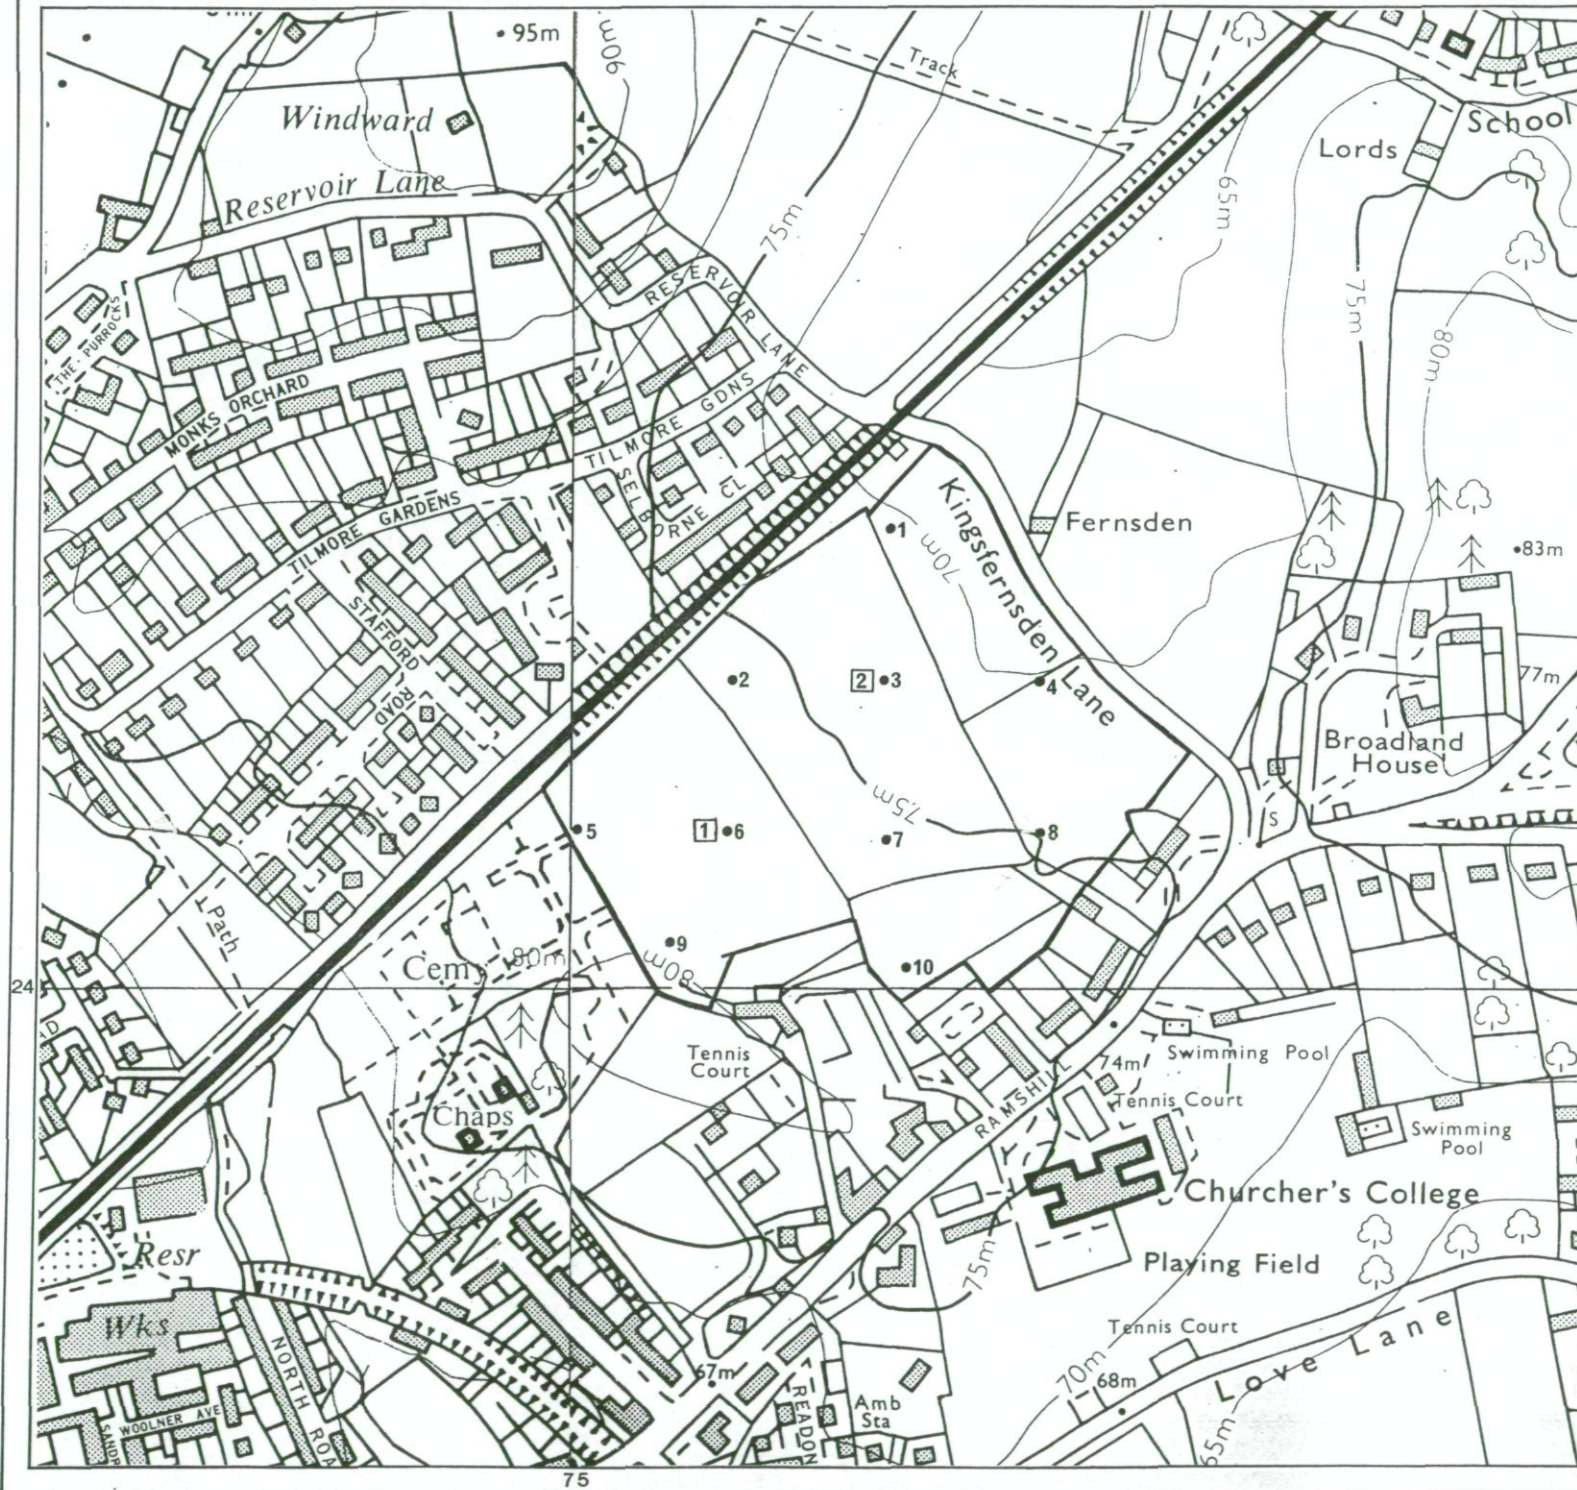 95m
90m
Windward
Reservoir Lane
Track
School
Lords
65m
75m
75m
80m
THE PURROCKS
MONKS ORCHARD
RESERVOIR LANE
TILMORE GDNS
SELBORNE CL
TILMORE GARDENS
STAFFORD ROAD
1
70m
Kingsfernsden Lane
Fernsden
83m
2
2
3
4
77m
Broadland
House
75m
5
1
6
7
8
S
Path
Cem
80m
9
80m
10
24
D
Tennis
Court
Chaps
RAMSHILL
74m
Swimming Pool
Tennis Court
Swimming
Pool
Churcher's College
Playing Field
75m
Resr
Wks
NORTH ROA
WOOLNER AVE
SANDR
67m
READON
Amb
Sta
Tennis Court
70m
68m
Love Lane
65m
75